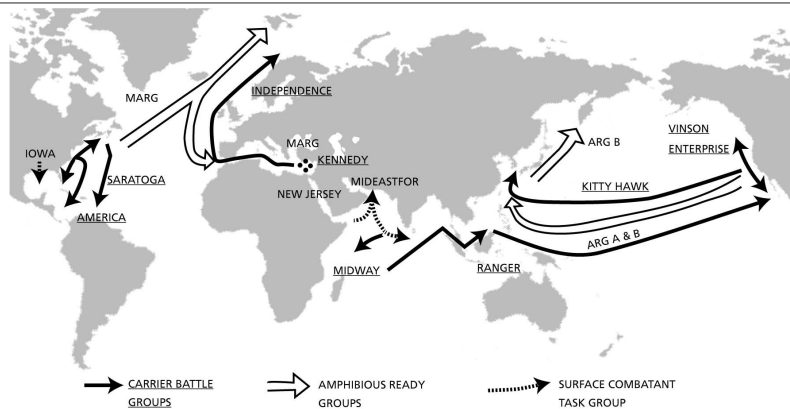 MARG
INDEPENDENCE
IOWA
SARATOGA
AMERICA
MARG
KENNEDY
NEW JERSEY
MIDEASTFOR
MIDWAY
RANGER
ARG B
VINSON
ENTERPRISE
KITTY HAWK
ARG A & B
CARRIER BATTLE
GROUPS
AMPHIBIOUS READY
GROUPS
SURFACE COMBATANT
TASK GROUP